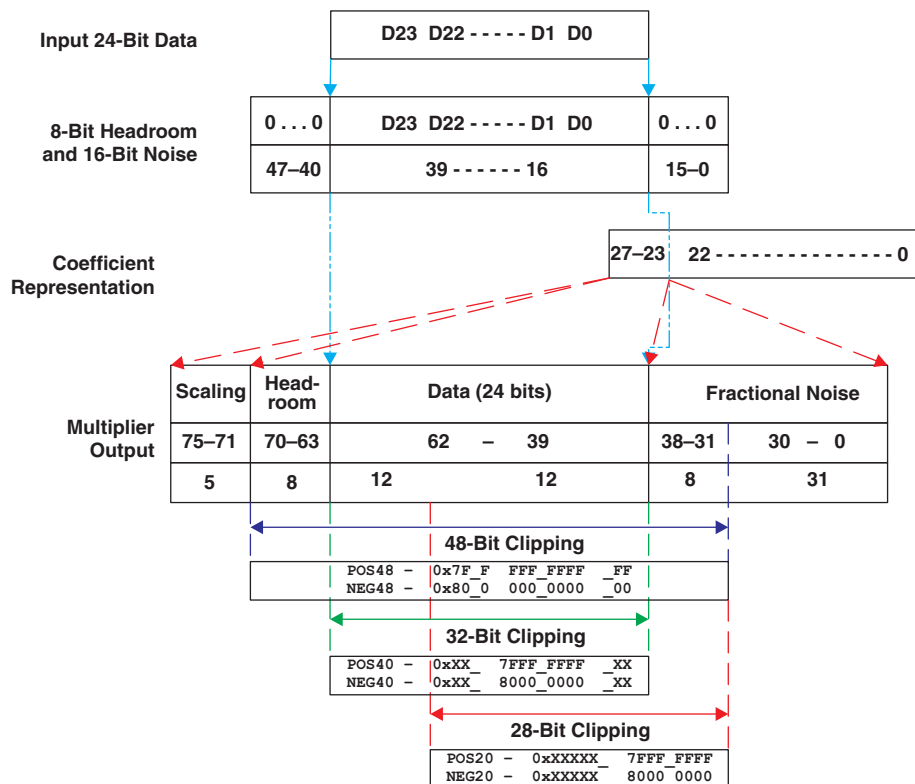 Input 24-Bit Data
D23 D22 - - - - - D1 D0
8-Bit Headroom
and 16-Bit Noise
0 . . . 0
D23 D22 - - - - - D1 D0
0 . . . 0
47–40
39 - - - - - - 16
15–0
Coefficient
Representation
27–23
22 - - - - - - - - - - - - - - - 0
Multiplier
Output
Scaling
Head-
room
Data (24 bits)
Fractional Noise
75–71
70–63
62 – 39
38–31
30 – 0
5
8
12
12
8
31
48-Bit Clipping
POS48 – 0x7F_F FFF_FFFF _FF
NEG48 – 0x80_0 000_0000 _00
32-Bit Clipping
POS40 – 0xXX_ 7FFF_FFFF _XX
NEG40 – 0xXX_ 8000_0000 _XX
28-Bit Clipping
POS20 – 0xXXXXX_ 7FFF_FFFF
NEG20 – 0xXXXXX_ 8000_0000